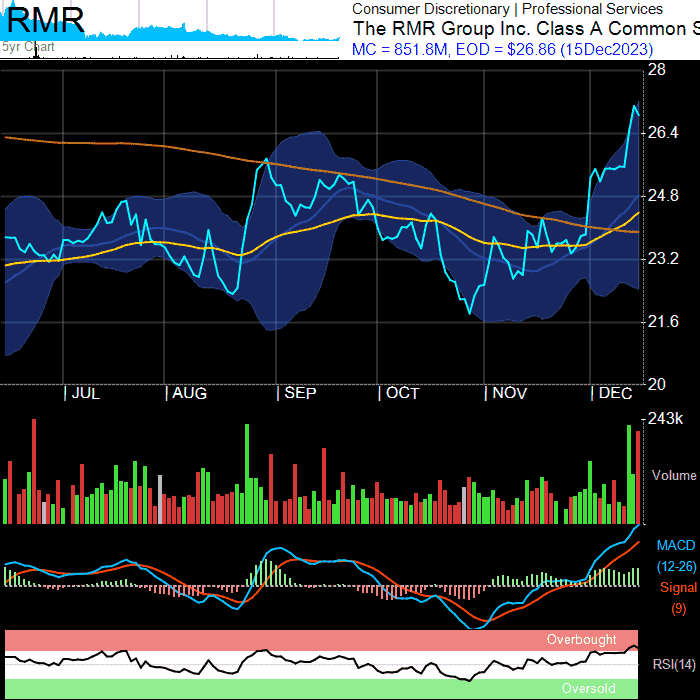 RMR
5yr Chart
Consumer Discretionary | Professional Services
The RMR Group Inc. Class A Common S
MC = 851.8M, EOD = $26.86 (15Dec2023)
28
26.4
24.8
23.2
21.6
20
JUL AUG SEP OCT NOV DEC
243k
Volume
MACD
(12-26)
Signal
(9)
Overbought
RSI(14)
Oversold